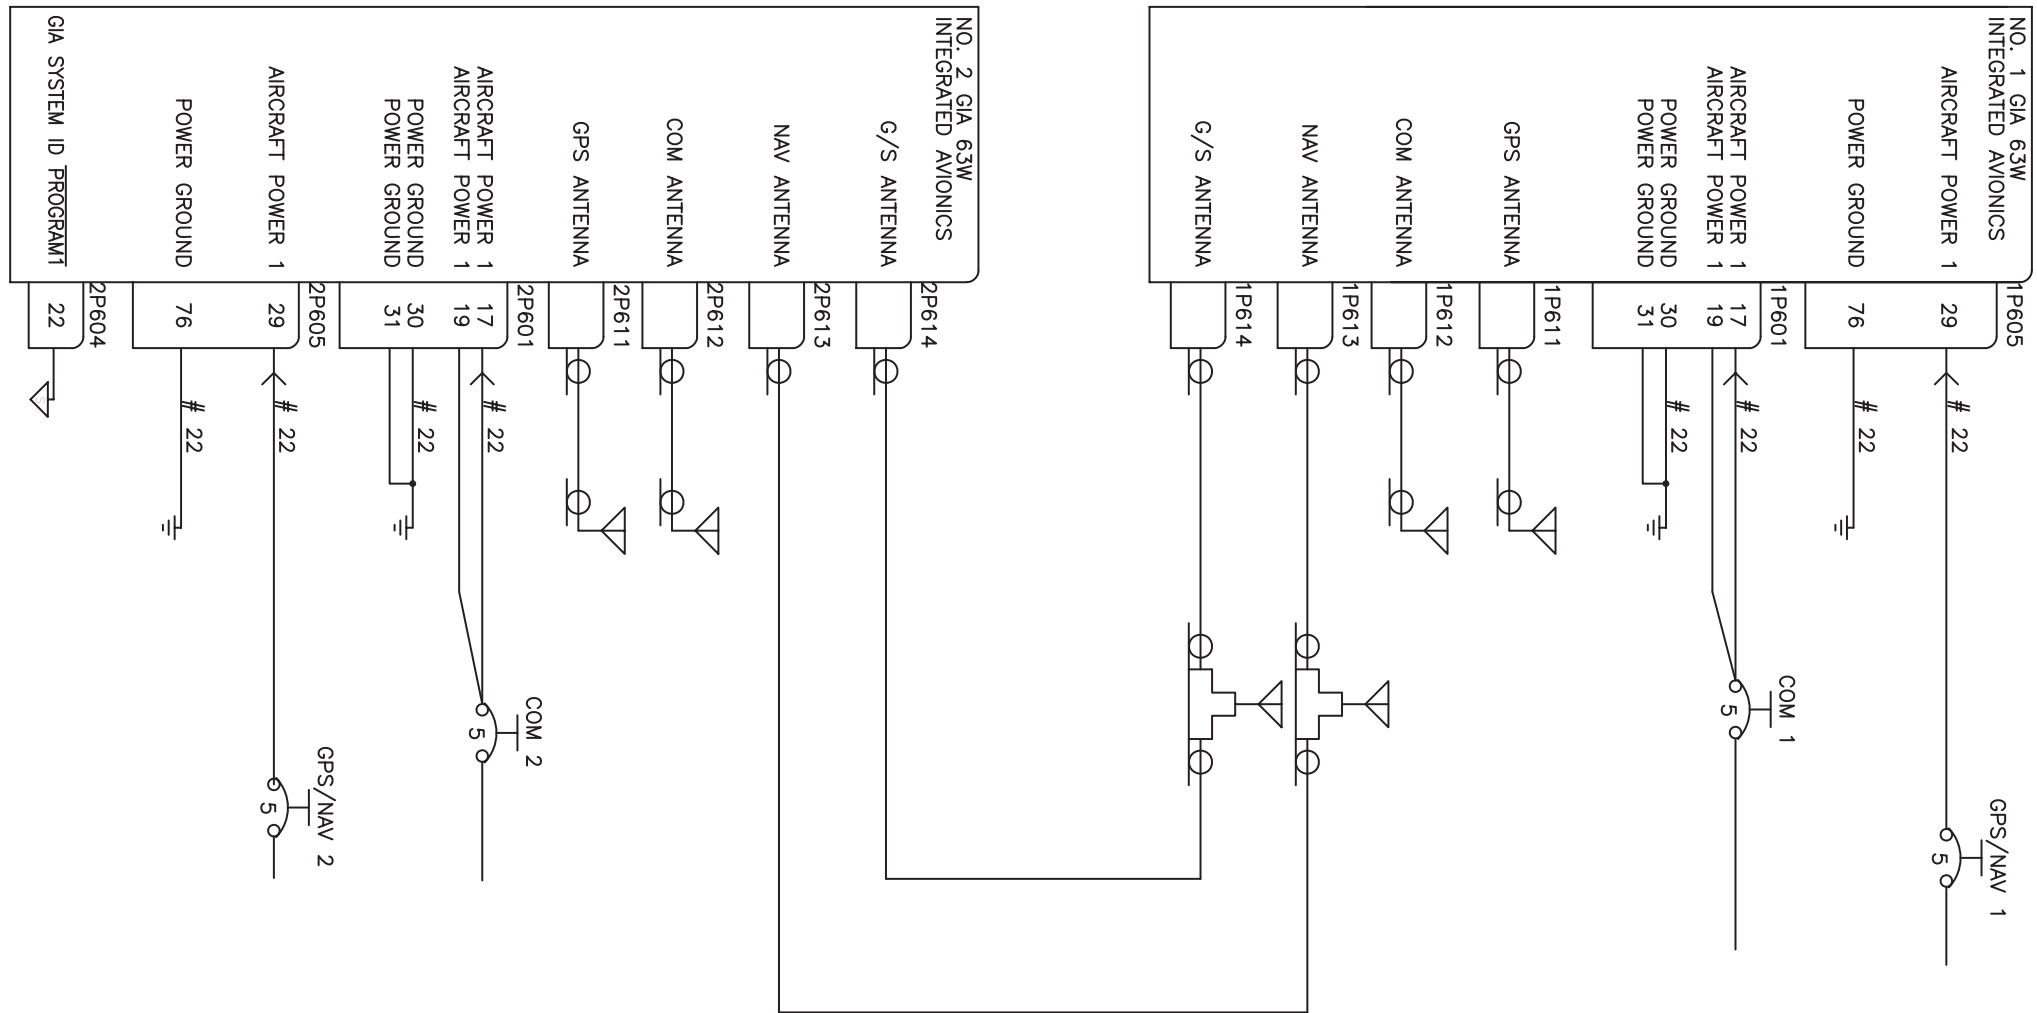 NO. 1 GIA 63W
INTEGRATED AVIONICS
1P605
AIRCRAFT POWER 1
29
# 22
GPS/NAV 1
5
POWER GROUND
76
# 22
1P601
AIRCRAFT POWER 1
17
# 22
AIRCRAFT POWER 1
19
COM 1
5
POWER GROUND
30
# 22
POWER GROUND
31
1P611
GPS ANTENNA
1P612
COM ANTENNA
1P613
NAV ANTENNA
1P614
G/S ANTENNA
NO. 2 GIA 63W
INTEGRATED AVIONICS
2P614
G/S ANTENNA
2P613
NAV ANTENNA
2P612
COM ANTENNA
2P611
GPS ANTENNA
2P601
AIRCRAFT POWER 1
17
# 22
AIRCRAFT POWER 1
19
COM 2
5
POWER GROUND
30
# 22
POWER GROUND
31
2P605
AIRCRAFT POWER 1
29
# 22
GPS/NAV 2
5
POWER GROUND
76
# 22
2P604
GIA SYSTEM ID PROGRAM1
22